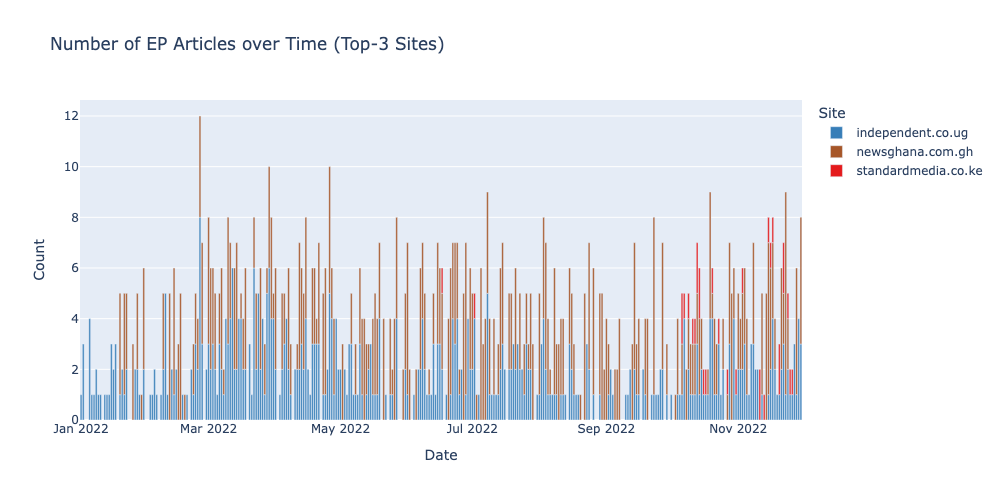 Number of EP Articles over Time (Top-3 Sites)
Site
independent.co.ug
newsghana.com.gh
standardmedia.co.ke
12
10
8
6
4
2
0
Count
Jan 2022
Mar 2022
May 2022
Jul 2022
Sep 2022
Nov 2022
Date